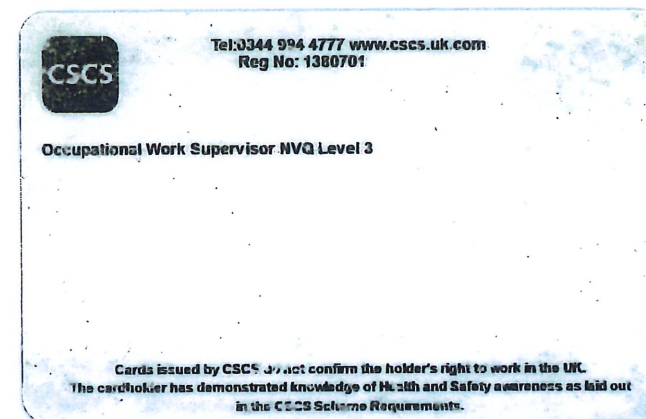 CSCS
Tel:0344 994 4777 www.cscs.uk.com
Reg No: 1380701
Occupational Work Supervisor NVQ Level 3
Cards issued by CSCS do not confirm the holder's right to work in the UK.
The cardholder has demonstrated knowledge of Health and Safety awareness as laid out
in the CSCS Scheme Requirements.